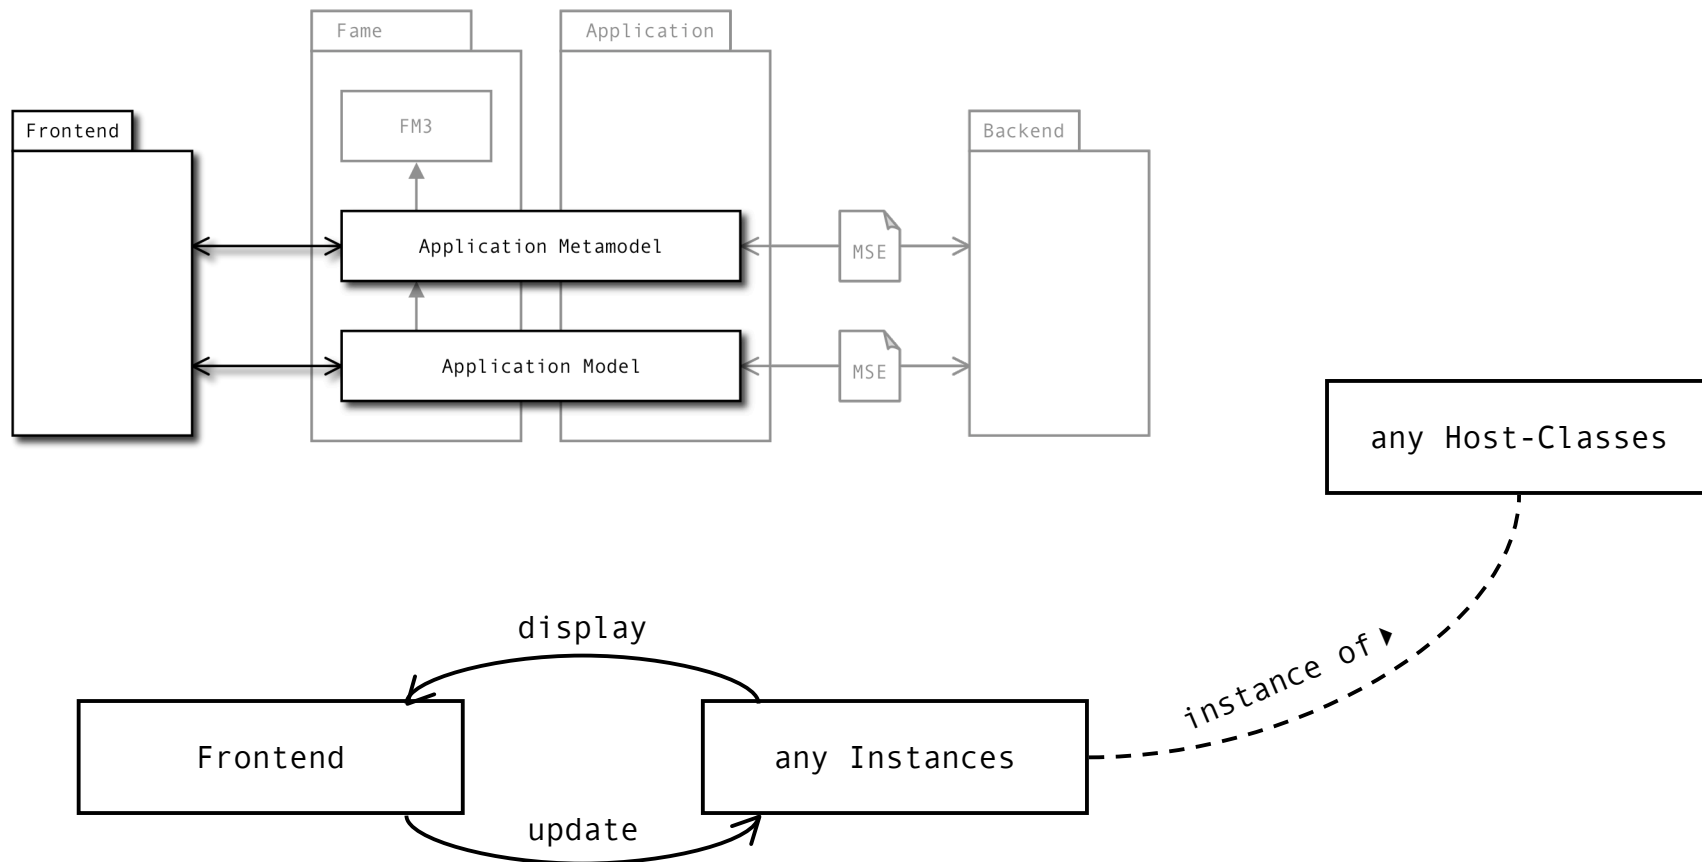 Fame
Application
FM3
Frontend
Backend
Application Metamodel
MSE
Application Model
MSE
any Host-Classes
display
instance of
Frontend
any Instances
update